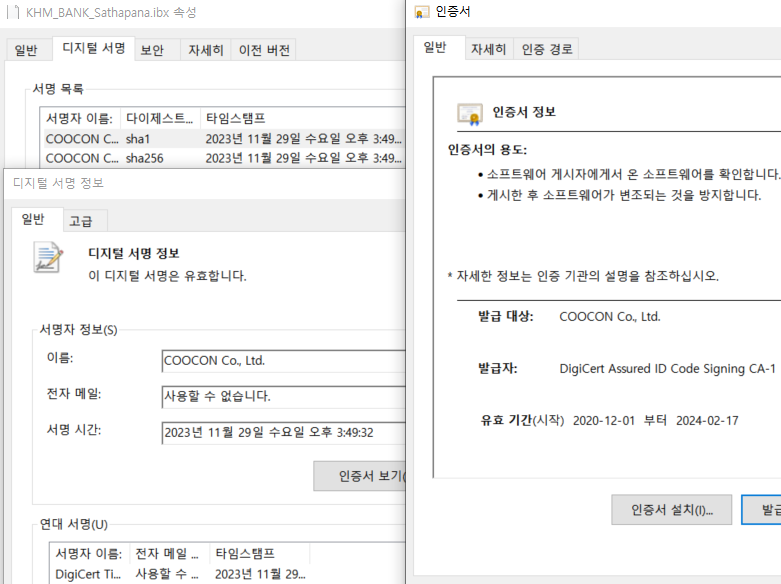 KHM_BANK_Sathapana.ibx 속성
일반 디지털 서명 보안 자세히 이전 버전
서명 목록
서명자 이름: 다이제스트... 타임스탬프
COOCON C... sha1 2023년 11월 29일 수요일 오후 3:49...
COOCON C... sha256 2023년 11월 29일 수요일 오후 3:49...
디지털 서명 정보
일반 고급
디지털 서명 정보
이 디지털 서명은 유효합니다.
서명자 정보(S)
이름: COOCON Co., Ltd.
전자 메일: 사용할 수 없습니다.
서명 시간: 2023년 11월 29일 수요일 오후 3:49:32
인증서 보기(
연대 서명(U)
서명자 이름: 전자 메일 ... 타임스탬프
DigiCert Ti... 사용할 수 ... 2023년 11월 29...
인증서
일반 자세히 인증 경로
인증서 정보
인증서의 용도:
• 소프트웨어 게시자에게서 온 소프트웨어를 확인합니다.
• 게시한 후 소프트웨어가 변조되는 것을 방지합니다.
* 자세한 정보는 인증 기관의 설명을 참조하십시오.
발급 대상: COOCON Co., Ltd.
발급자: DigiCert Assured ID Code Signing CA-1
유효 기간(시작) 2020-12-01 부터 2024-02-17
인증서 설치(I)... 발급